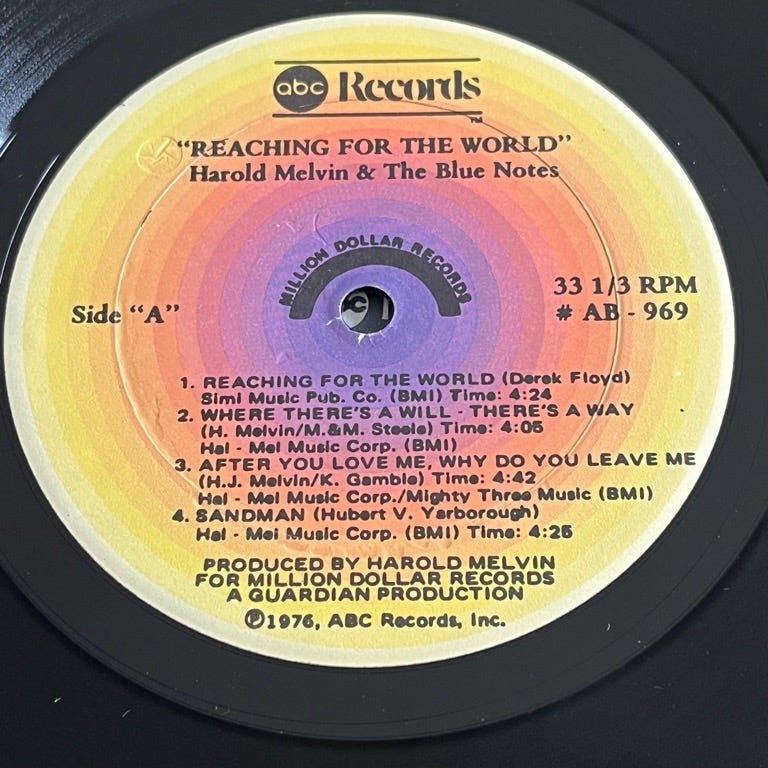 abc Records
TM
"REACHING FOR THE WORLD"
Harold Melvin & The Blue Notes
MILLION DOLLAR RECORDS
Side "A"
33 1/3 RPM
# AB - 969
1. REACHING FOR THE WORLD (Derek Floyd)
Simi Music Pub. Co. (BMI) Time: 4:24
2. WHERE THERE'S A WILL - THERE'S A WAY
(H. Melvin/M.&M. Steele) Time: 4:05
Hal - Mel Music Corp. (BMI)
3. AFTER YOU LOVE ME, WHY DO YOU LEAVE ME
(H.J. Melvin/K. Gamble) Time: 4:42
Hal - Mel Music Corp./Mighty Three Music (BMI)
4. SANDMAN (Hubert V. Yarborough)
Hal - Mel Music Corp. (BMI) Time: 4:25
PRODUCED BY HAROLD MELVIN
FOR MILLION DOLLAR RECORDS
A GUARDIAN PRODUCTION
℗1976, ABC Records, Inc.